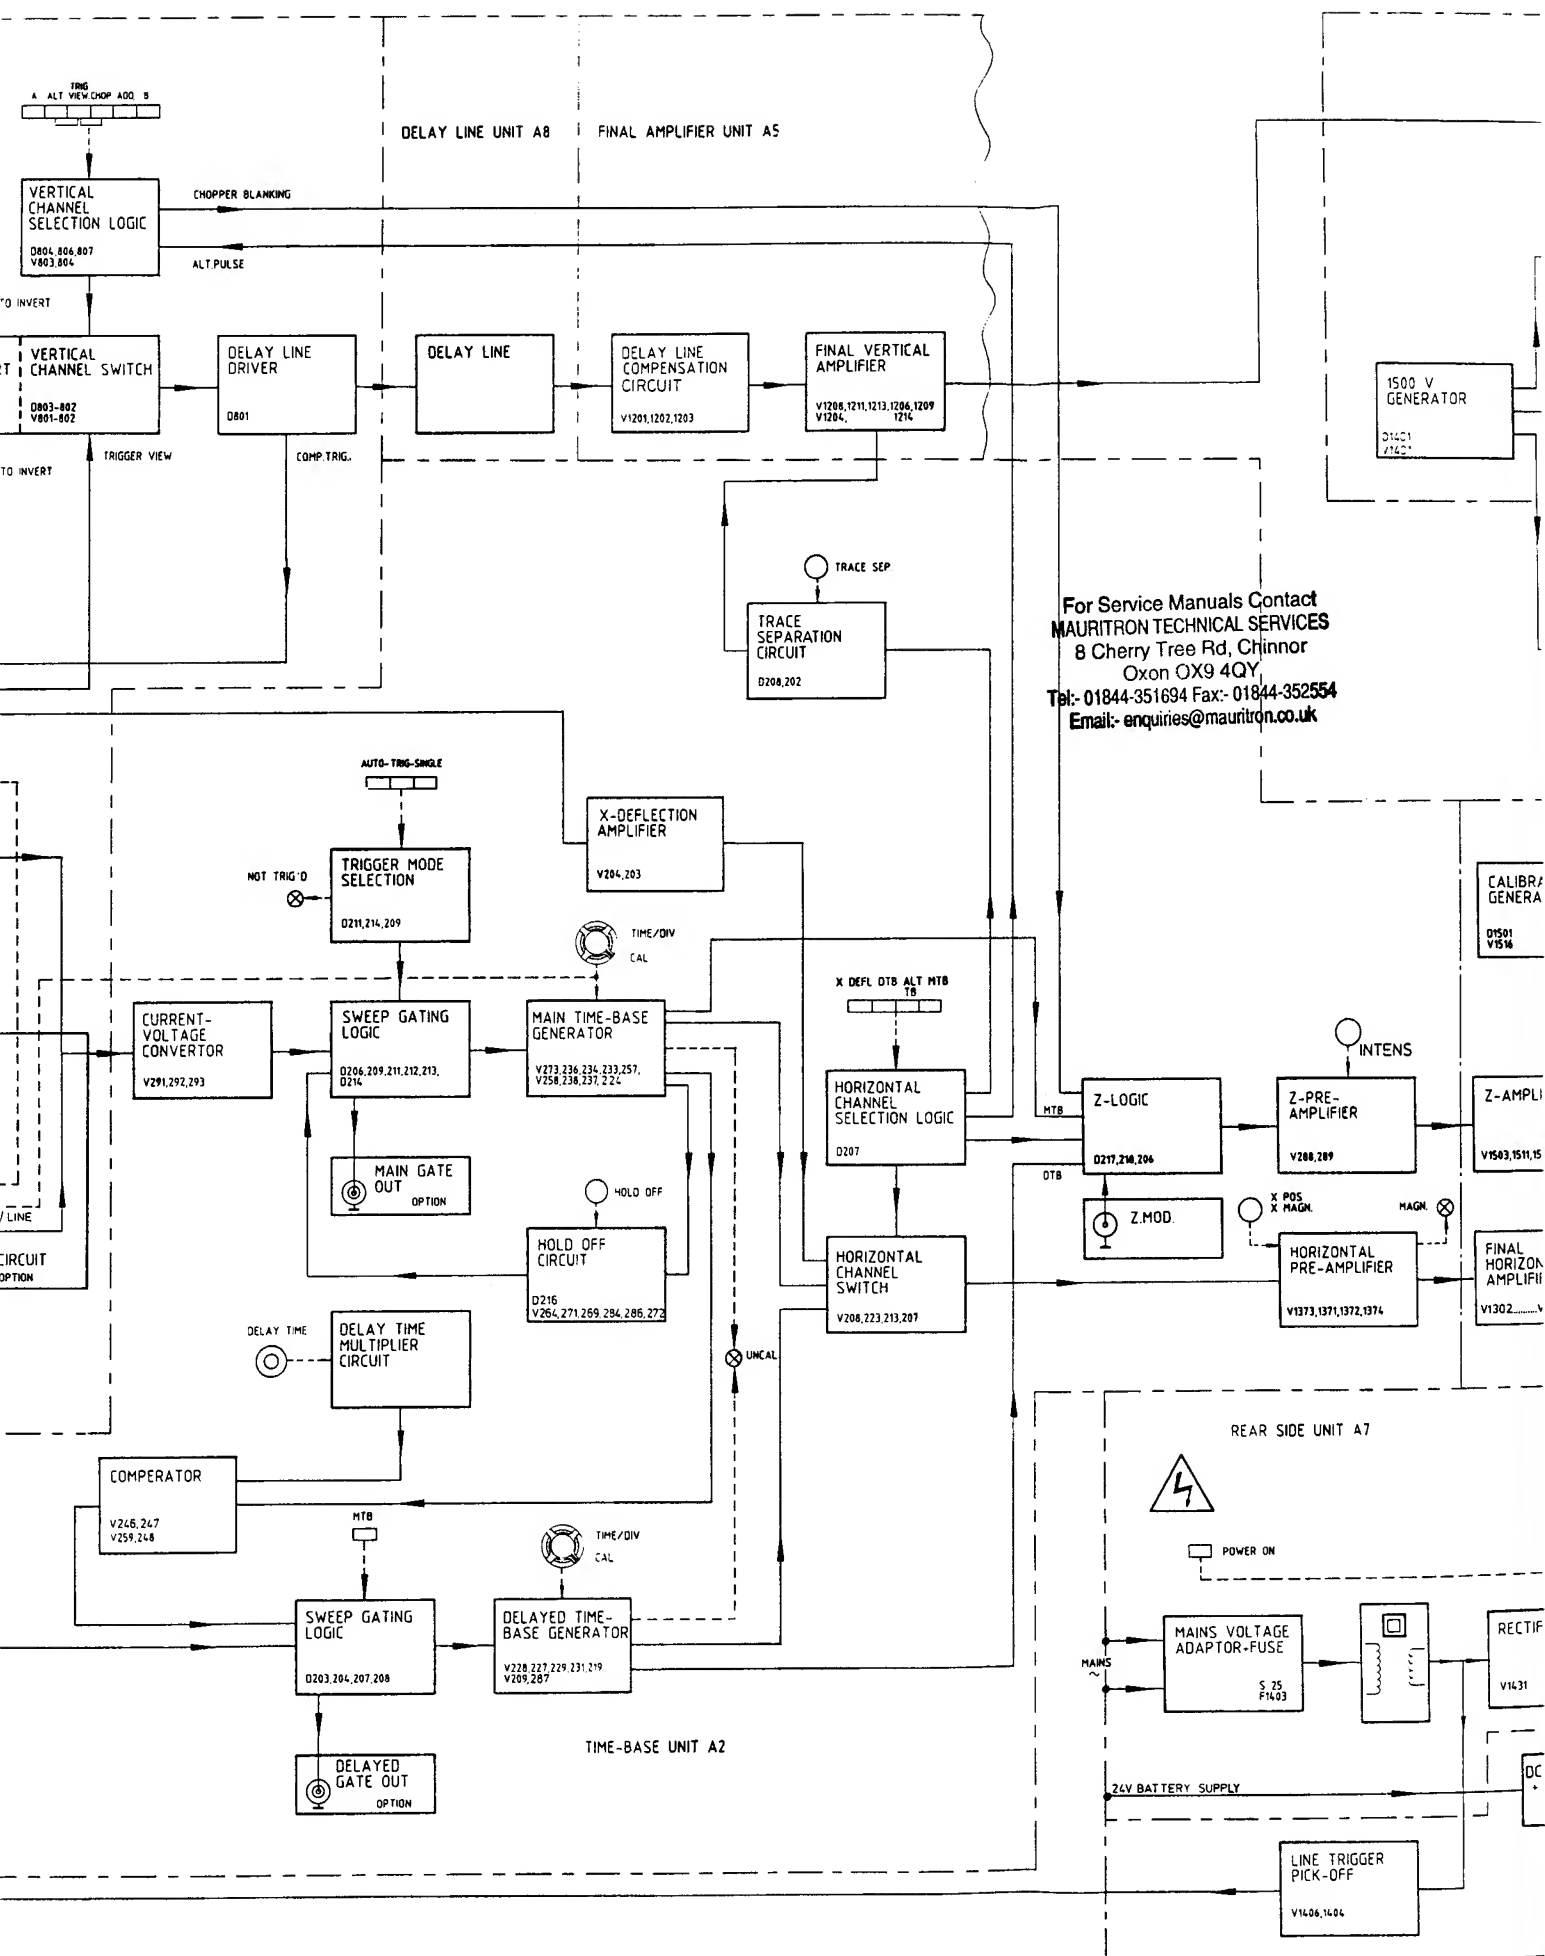 TRIG
A ALT VIEW.CHOP ADD. B
DELAY LINE UNIT A8
FINAL AMPLIFIER UNIT A5
VERTICAL
CHANNEL
SELECTION LOGIC
D804,806,807
V803,804
CHOPPER BLANKING
ALT.PULSE
TO INVERT
VERTICAL
CHANNEL SWITCH
D803-802
V801-802
DELAY LINE
DRIVER
D801
DELAY LINE
DELAY LINE
COMPENSATION
CIRCUIT
V1201,1202,1203
FINAL VERTICAL
AMPLIFIER
V1208,1211,1213,1206,1209
V1204, 1214
1500 V
GENERATOR
TRIGGER VIEW
COMP.TRIG.
TO INVERT
TRACE SEP
TRACE
SEPARATION
CIRCUIT
D208,202
For Service Manuals Contact
MAURITRON TECHNICAL SERVICES
8 Cherry Tree Rd, Chinnor
Oxon OX9 4QY
Tel:- 01844-351694 Fax:- 01844-352554
Email:- enquiries@mauritron.co.uk
AUTO-TRIG-SINGLE
TRIGGER MODE
SELECTION
D211,214,209
NOT TRIG'D
X-DEFLECTION
AMPLIFIER
V204,203
TIME/DIV
CAL
X DEFL DTB ALT MTB
TB
CALIBRA
GENERA
D1501
V1516
CURRENT-
VOLTAGE
CONVERTOR
V291,292,293
SWEEP GATING
LOGIC
D206,209,211,212,213,
D214
MAIN TIME-BASE
GENERATOR
V273,236,234,233,257,
V258,238,237,224
HORIZONTAL
CHANNEL
SELECTION LOGIC
D207
MTB
DTB
Z-LOGIC
D217,218,206
INTENS
Z-PRE-
AMPLIFIER
V288,289
Z-AMPLI
V1503,1511,15
MAIN GATE
OUT
OPTION
HOLD OFF
HOLD OFF
CIRCUIT
D216
V264,271,269,284,286,272
Z.MOD.
X POS
X MAGN.
MAGN.
/ LINE
CIRCUIT
OPTION
HORIZONTAL
CHANNEL
SWITCH
V208,223,213,207
HORIZONTAL
PRE-AMPLIFIER
V1373,1371,1372,1374
FINAL
HORIZON
AMPLIFIE
V1302.........V
DELAY TIME
DELAY TIME
MULTIPLIER
CIRCUIT
UNCAL
REAR SIDE UNIT A7
COMPERATOR
V246,247
V259,248
MTB
TIME/DIV
CAL
POWER ON
SWEEP GATING
LOGIC
D203,204,207,208
DELAYED TIME-
BASE GENERATOR
V228,227,229,231,219
V209,287
MAINS
~
MAINS VOLTAGE
ADAPTOR+FUSE
S 25
F1403
RECTIF
V1431
TIME-BASE UNIT A2
DELAYED
GATE OUT
OPTION
24V BATTERY SUPPLY
DC
+
LINE TRIGGER
PICK-OFF
V1406,1404